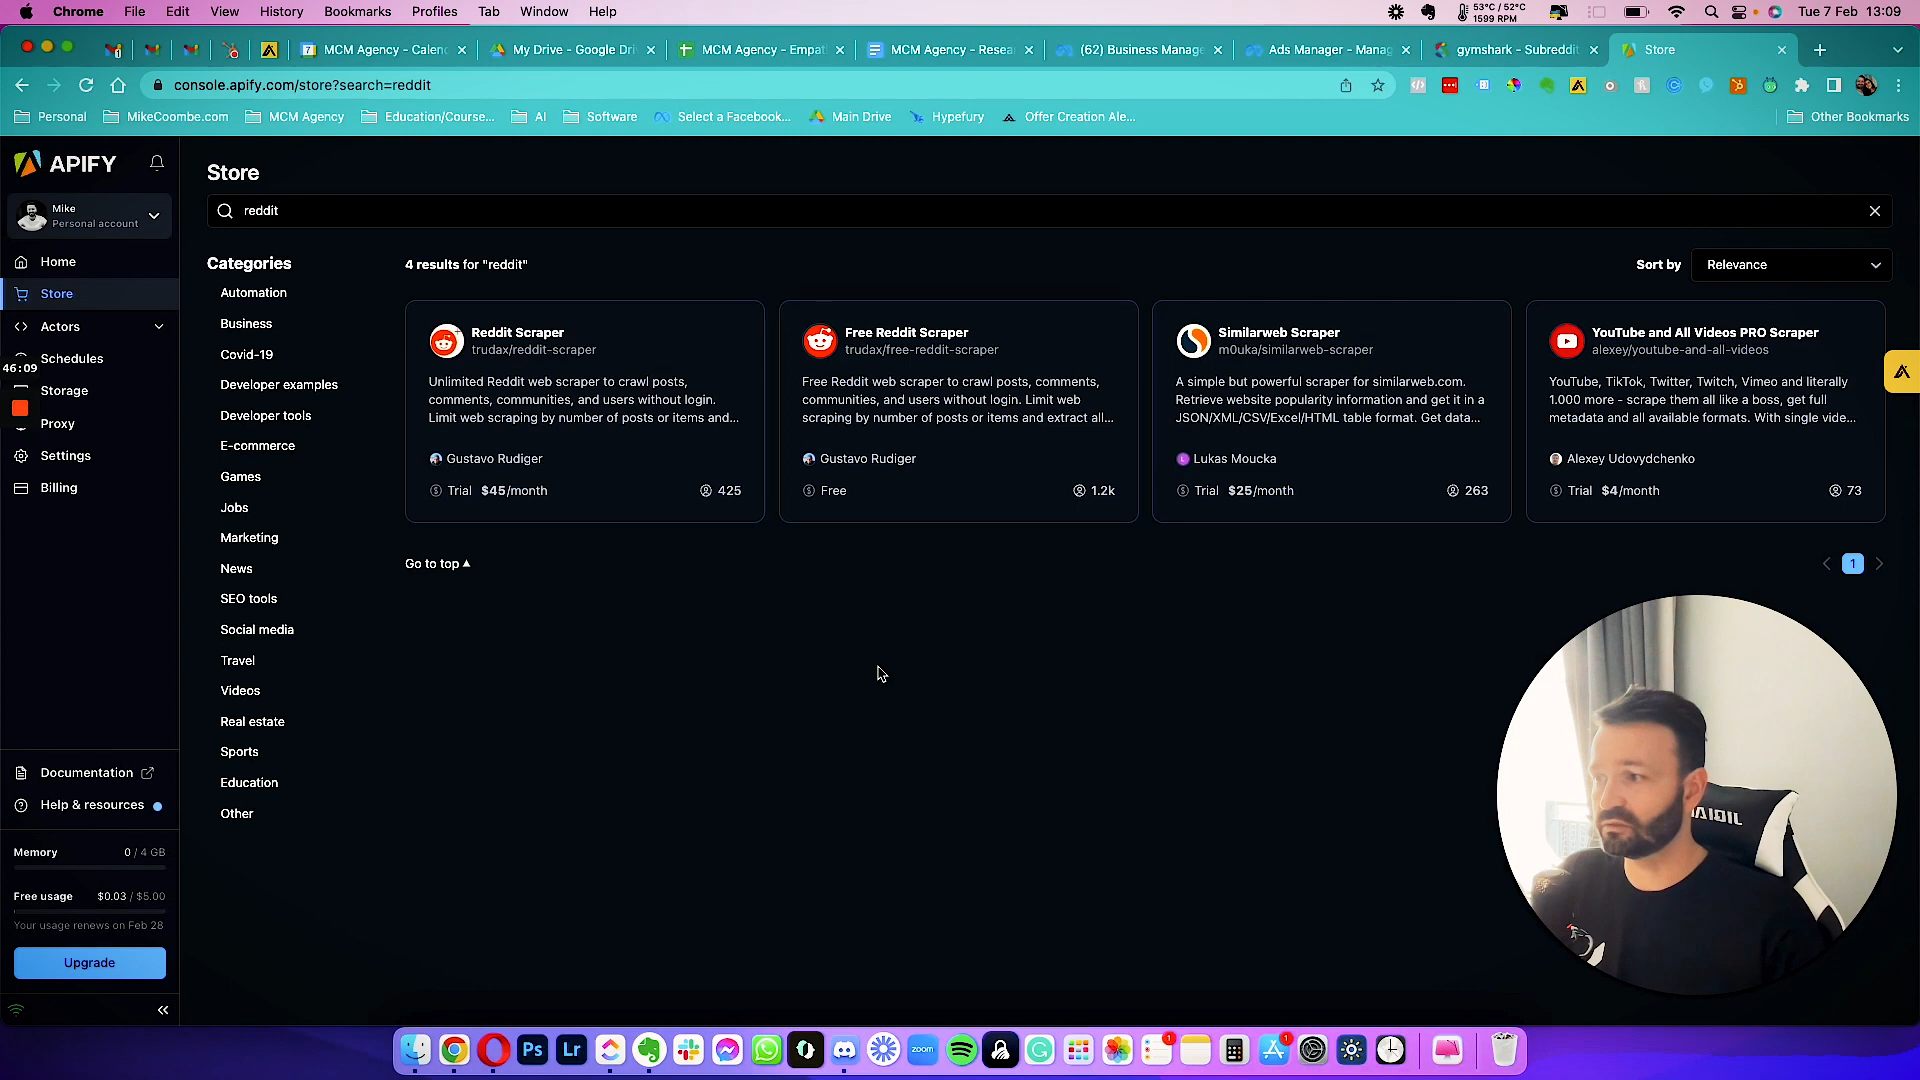 Chrome File Edit View History Bookmarks Profiles Tab Window Help
53°C / 52°C
1599 RPM
Tue 7 Feb 13:09
MCM Agency - Calenc
My Drive - Google Dri
MCM Agency - Empat
MCM Agency - Resea
(62) Business Manage
Ads Manager - Manag
gymshark - Subreddit
Store
console.apify.com/store?search=reddit
Personal
MikeCoombe.com
MCM Agency
Education/Course...
AI
Software
Select a Facebook...
Main Drive
Hypefury
Offer Creation Ale...
Other Bookmarks
APIFY
Mike
Personal account
Home
Store
Actors
Schedules
46:09
Storage
Proxy
Settings
Billing
Documentation
Help & resources
Memory 0 / 4 GB
Free usage $0.03 / $5.00
Your usage renews on Feb 28
Upgrade
Store
reddit
Categories
Automation
Business
Covid-19
Developer examples
Developer tools
E-commerce
Games
Jobs
Marketing
News
SEO tools
Social media
Travel
Videos
Real estate
Sports
Education
Other
4 results for "reddit"
Sort by Relevance
Reddit Scraper
trudax/reddit-scraper
Unlimited Reddit web scraper to crawl posts,
comments, communities, and users without login.
Limit web scraping by number of posts or items and...
Gustavo Rudiger
Trial $45/month 425
Free Reddit Scraper
trudax/free-reddit-scraper
Free Reddit web scraper to crawl posts, comments,
communities, and users without login. Limit web
scraping by number of posts or items and extract all...
Gustavo Rudiger
Free 1.2k
Similarweb Scraper
m0uka/similarweb-scraper
A simple but powerful scraper for similarweb.com.
Retrieve website popularity information and get it in a
JSON/XML/CSV/Excel/HTML table format. Get data...
Lukas Moucka
Trial $25/month 263
YouTube and All Videos PRO Scraper
alexey/youtube-and-all-videos
YouTube, TikTok, Twitter, Twitch, Vimeo and literally
1.000 more - scrape them all like a boss, get full
metadata and all available formats. With single vide...
Alexey Udovydchenko
Trial $4/month 73
Go to top
1
Ps
Lr
zoom
1
1